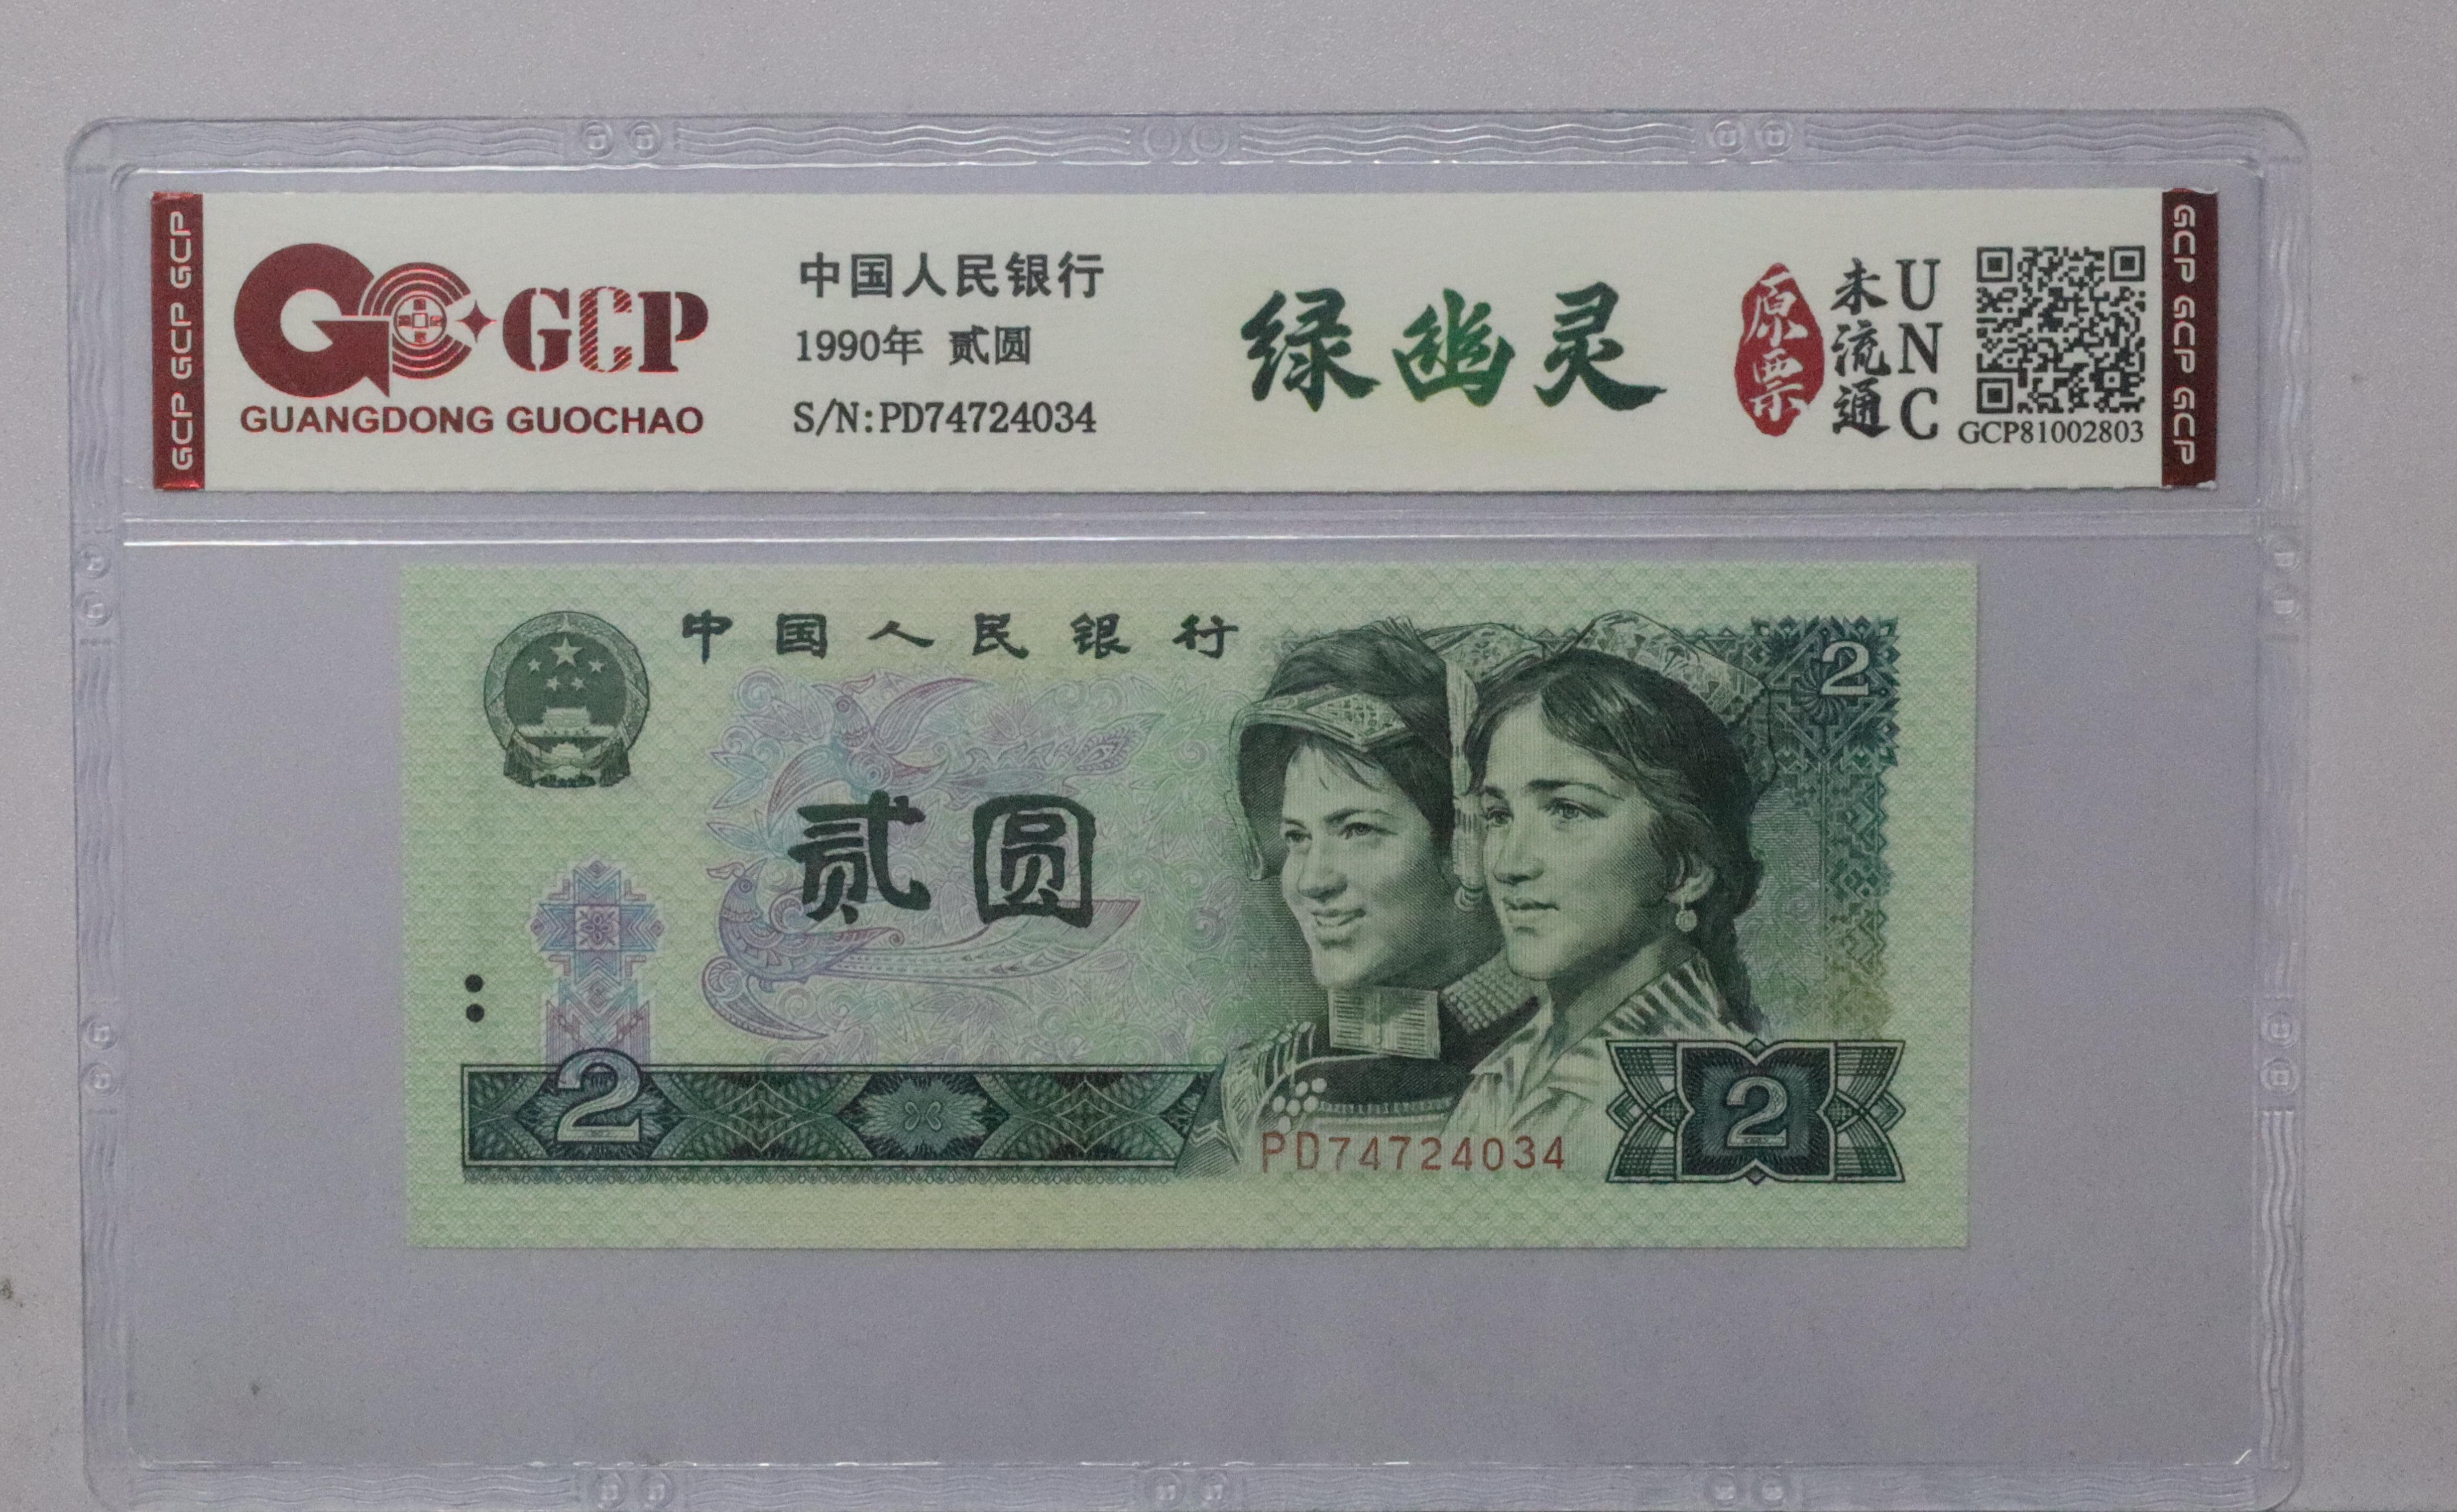 GCP GCP GCP
GCP
GUANGDONG GUOCHAO
中国人民银行
1990年 贰圆
S/N:PD74724034
绿幽灵
原票
未流通
UNC
GCP81002803
GCP GCP GCP
中国人民银行
2
贰圆
2
PD74724034
2